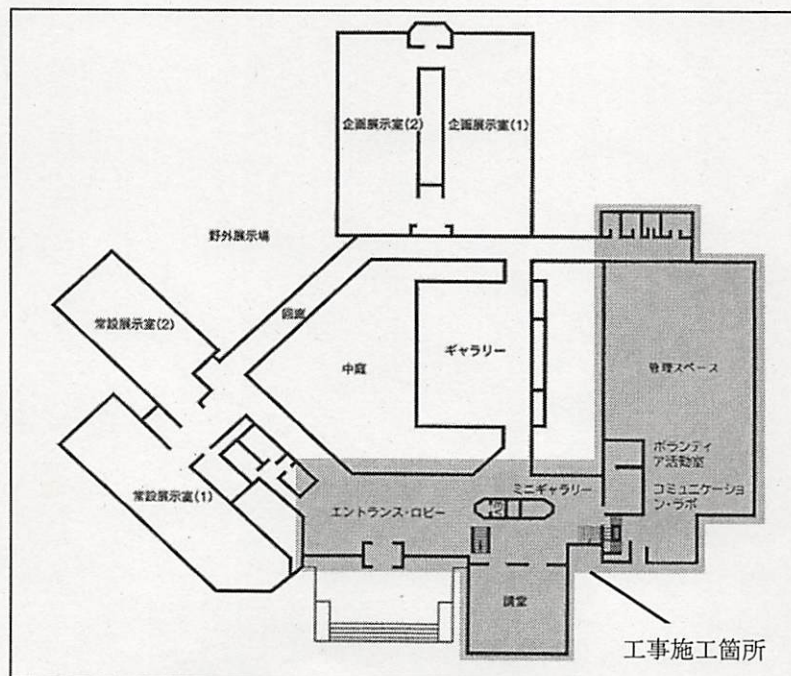 企画展示室(2)
企画展示室(1)
野外展示場
回廊
常設展示室(2)
中庭
ギャラリー
管理スペース
ボランティ
ア活動室
常設展示室(1)
ミニギャラリー
コミュニケーショ
ン・ラボ
エントランス・ロビー
講堂
工事施工箇所